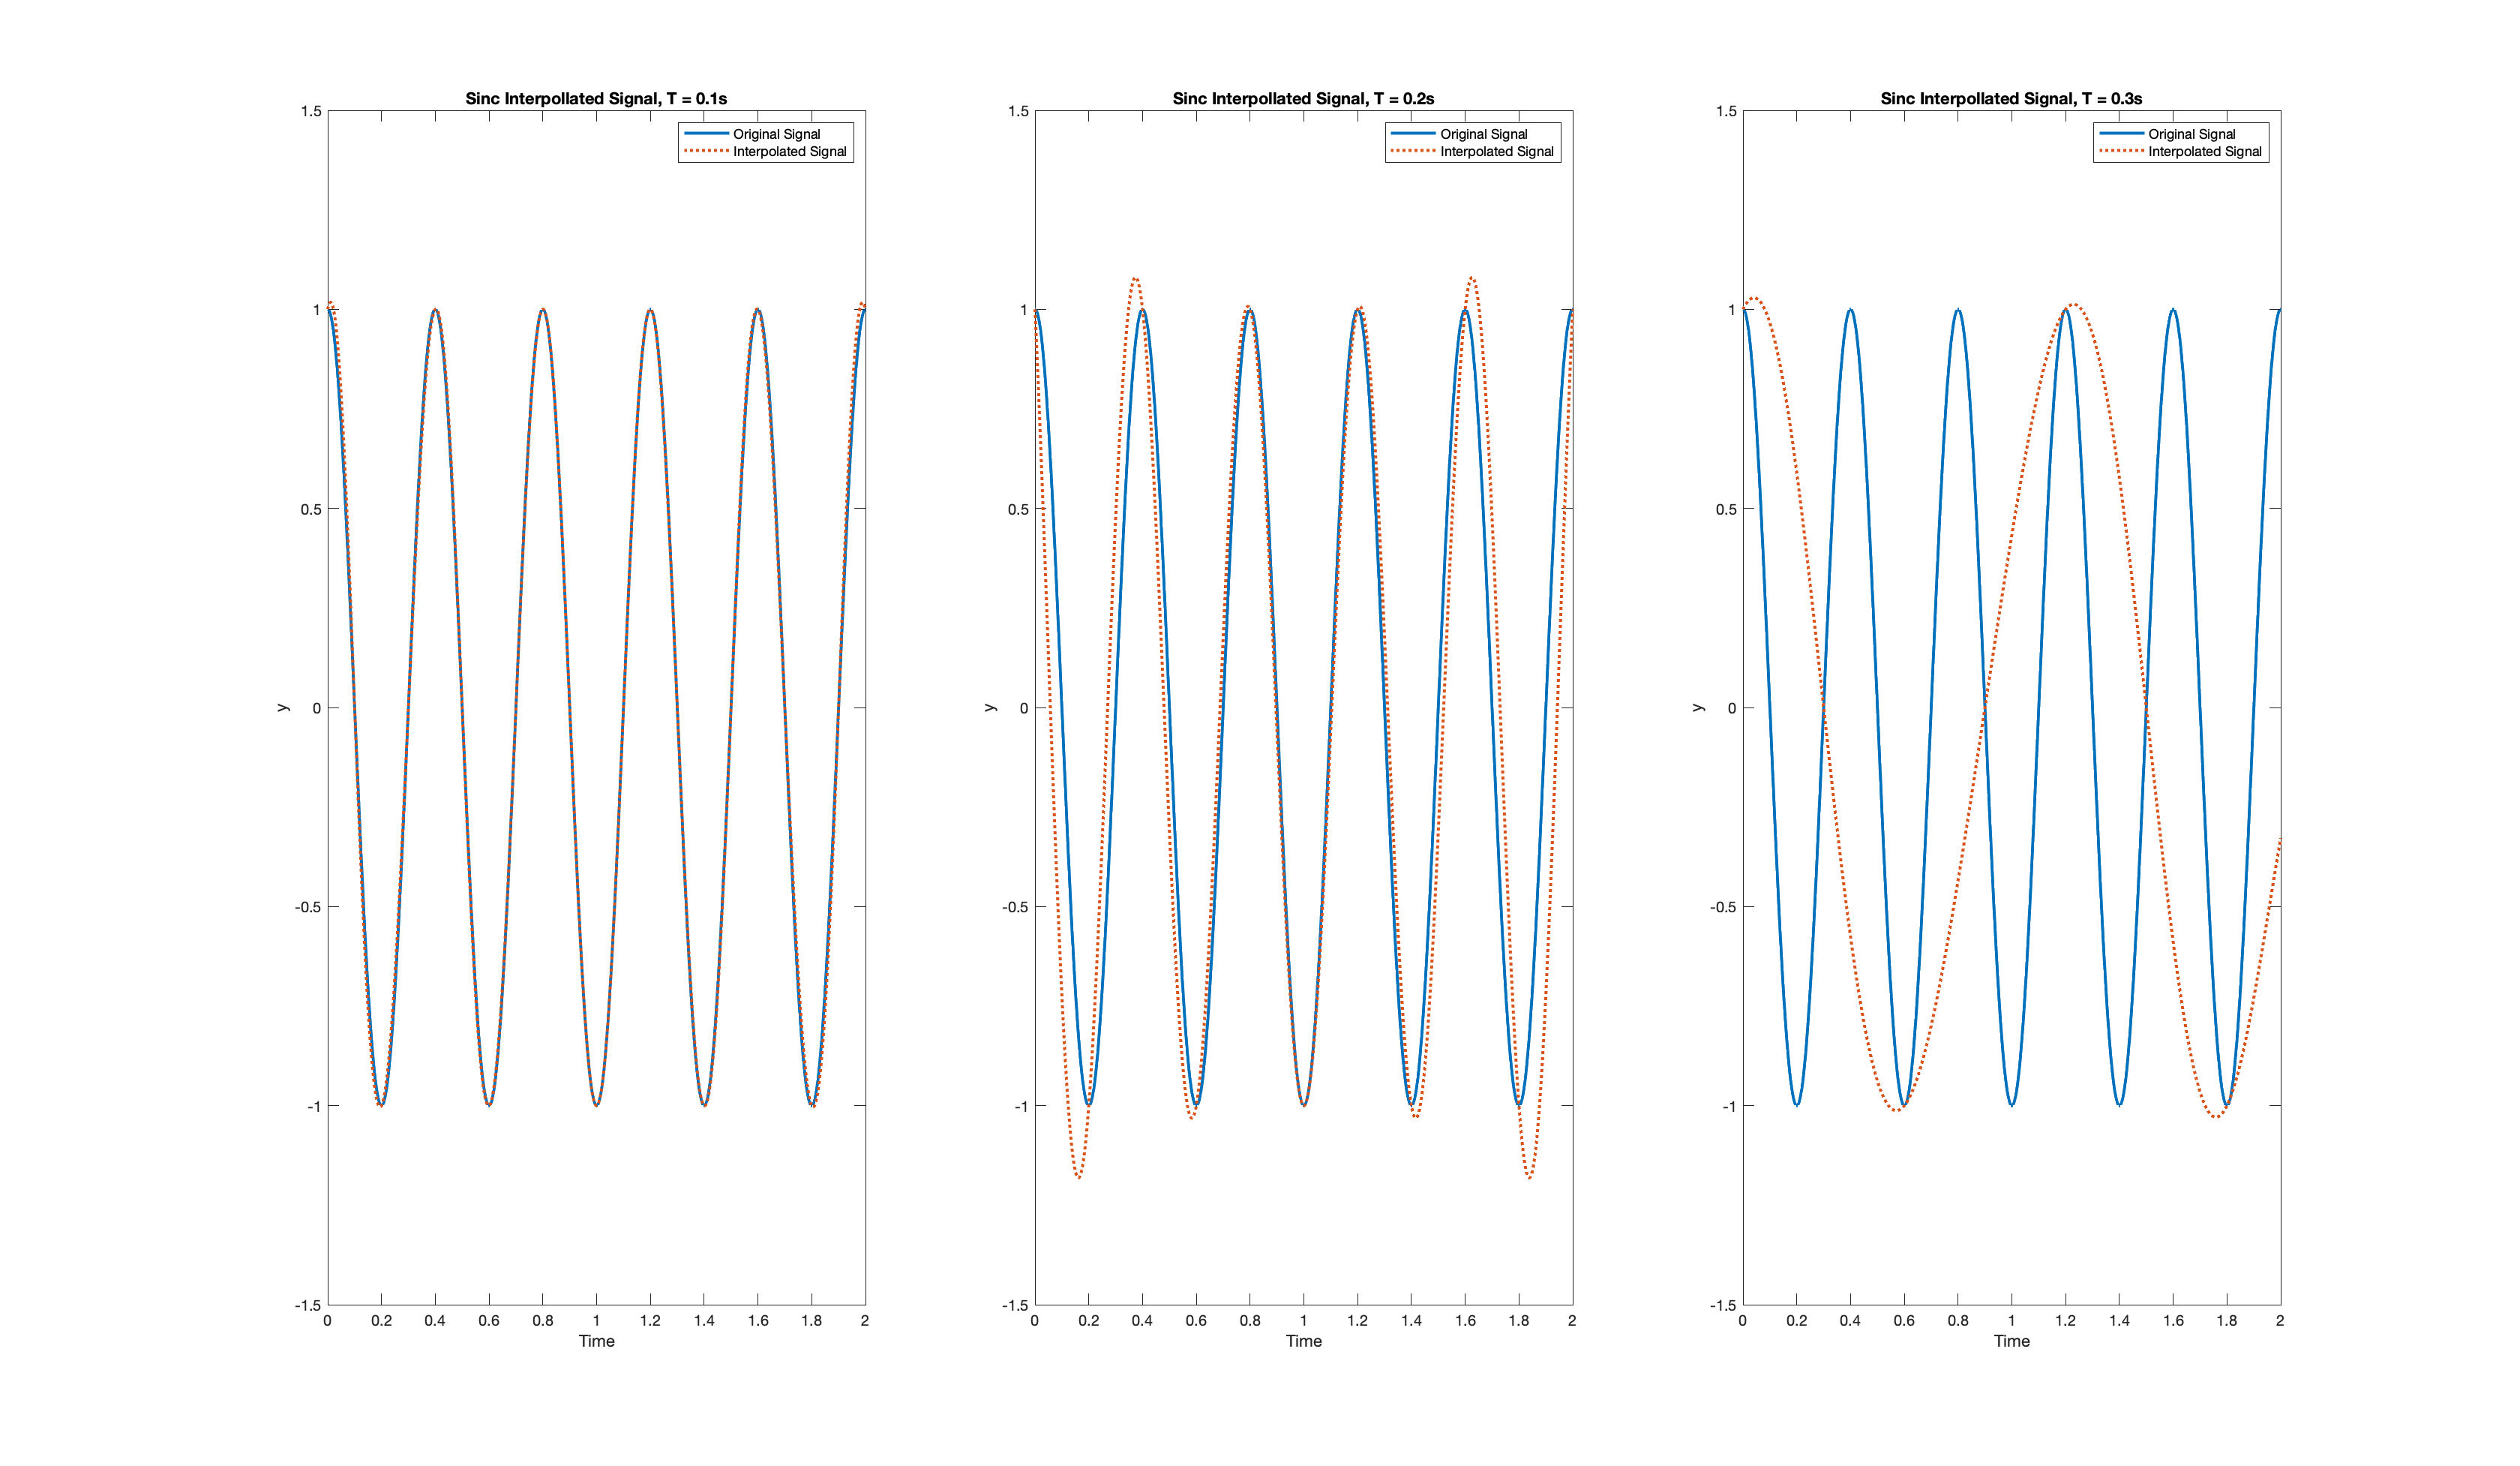 Sinc Interpollated Signal, T = 0.1s
Original Signal
Interpolated Signal
1.5
1
0.5
0
-0.5
-1
-1.5
y
0 0.2 0.4 0.6 0.8 1 1.2 1.4 1.6 1.8 2
Time
Sinc Interpollated Signal, T = 0.2s
Original Signal
Interpolated Signal
1.5
1
0.5
0
-0.5
-1
-1.5
y
0 0.2 0.4 0.6 0.8 1 1.2 1.4 1.6 1.8 2
Time
Sinc Interpollated Signal, T = 0.3s
Original Signal
Interpolated Signal
1.5
1
0.5
0
-0.5
-1
-1.5
y
0 0.2 0.4 0.6 0.8 1 1.2 1.4 1.6 1.8 2
Time